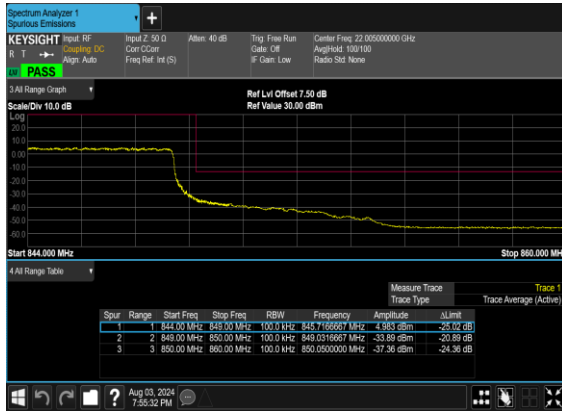 Spectrum Analyzer 1
Spurious Emissions
+
KEYSIGHT Input: RF Input Z: 50 Ω Atten: 40 dB Trig: Free Run Center Freq: 22.005000000 GHz
R T Coupling: DC Corr CCorr Gate: Off Avg|Hold: 100/100
Align: Auto Freq Ref: Int (S) IF Gain: Low Radio Std: None
PASS
3 All Range Graph
Ref Lvl Offset 7.50 dB
Scale/Div 10.0 dB Ref Value 30.00 dBm
Log
20.0
10.0
0.00
-10.0
-20.0
-30.0
-40.0
-50.0
-60.0
Start 844.000 MHz Stop 860.000 MHz
4 All Range Table
Measure Trace Trace 1
Trace Type Trace Average (Active)
Spur Range Start Freq Stop Freq RBW Frequency Amplitude ΔLimit
1 1 844.00 MHz 849.00 MHz 100.0 kHz 845.7166667 MHz 4.983 dBm -25.02 dB
2 2 849.00 MHz 850.00 MHz 100.0 kHz 849.0316667 MHz -33.89 dBm -20.89 dB
3 3 850.00 MHz 860.00 MHz 100.0 kHz 850.0500000 MHz -37.36 dBm -24.36 dB
?
Aug 03, 2024
7:55:32 PM